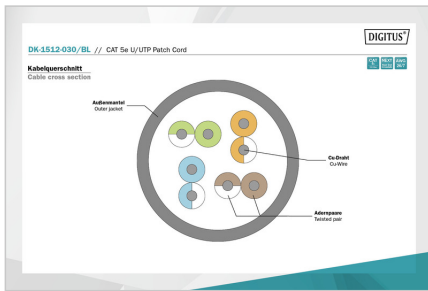 DIGITUS®
DK-1512-030/BL // CAT 5e U/UTP Patch Cord
Kabelquerschnitt
Cable cross section
Außenmantel
Outer jacket
Cu-Draht
Cu-Wire
Adernpaare
Twisted pair